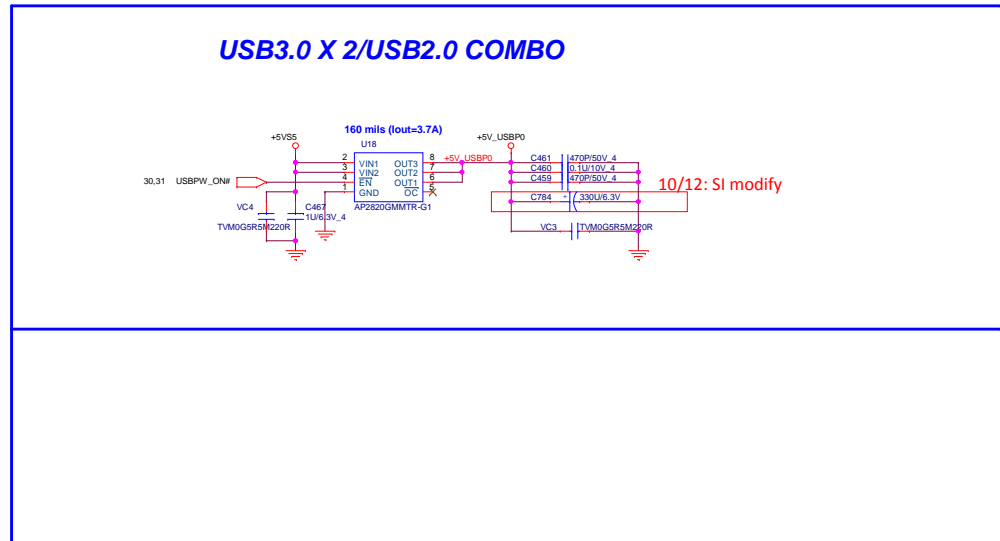 USB3.0 X 2/USB2.0 COMBO
160 mils (Iout=3.7A)
+5VS5
U18
+5V_USBP0
2 VIN1 OUT3 8 +5V_USBP0
3 VIN2 OUT2 7
30,31 USBPW_ON# 4 EN OUT1 6
1 GND OC 5
AP2820GMMTR-G1
VC4
TVM0G5R5M220R
C467
1U/6.3V_4
C461 470P/50V_4
C460 0.1U/10V_4
C459 470P/50V_4
10/12: SI modify
C784 + 330U/6.3V
VC3 TVM0G5R5M220R